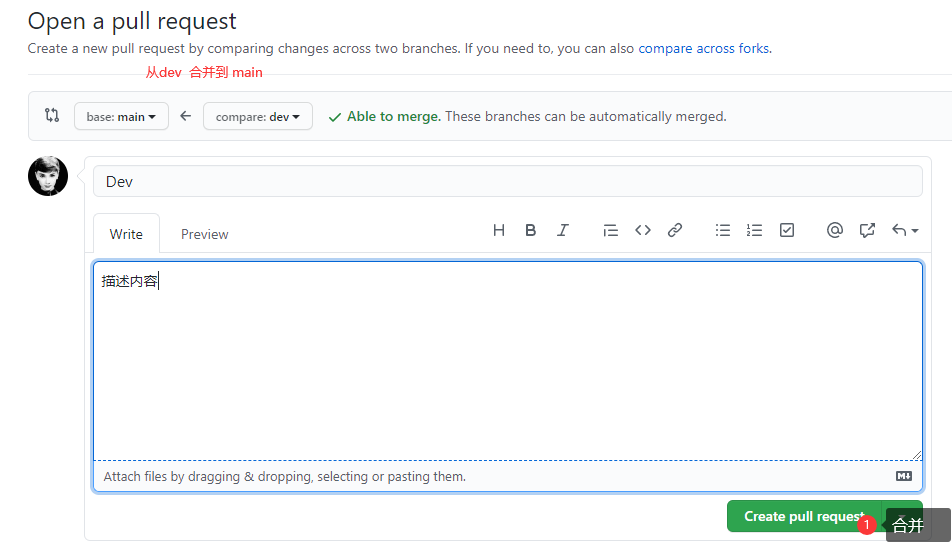 Open a pull request
Create a new pull request by comparing changes across two branches. If you need to, you can also compare across forks.
从dev 合并到 main
base: main
compare: dev
Able to merge. These branches can be automatically merged.
Dev
Write
Preview
描述内容
Attach files by dragging & dropping, selecting or pasting them.
Create pull request
1
合并